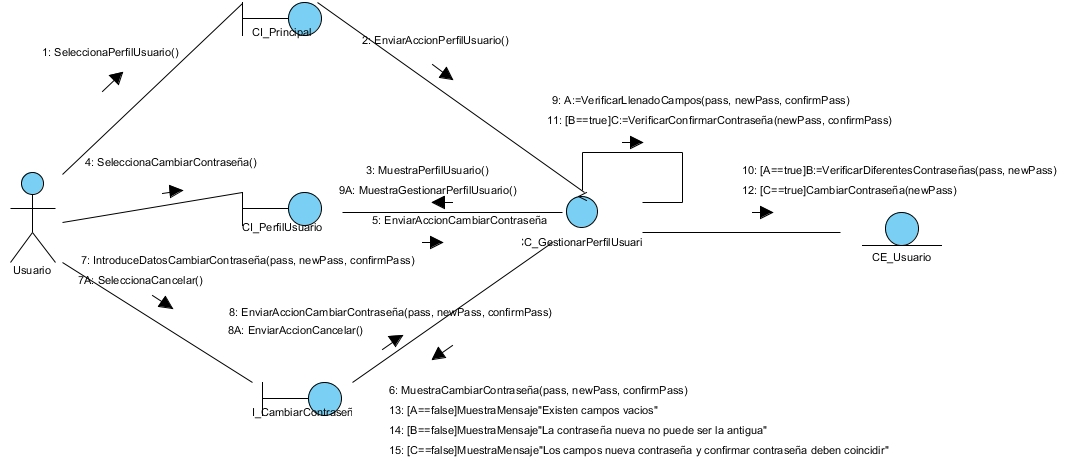 CI_Principal
1: SeleccionaPerfilUsuario()
2: EnviarAccionPerfilUsuario()
9: A:=VerificarLlenadoCampos(pass, newPass, confirmPass)
11: [B==true]C:=VerificarConfirmarContraseña(newPass, confirmPass)
4: SeleccionaCambiarContraseña()
3: MuestraPerfilUsuario()
9A: MuestraGestionarPerfilUsuario()
10: [A==true]B:=VerificarDiferentesContraseñas(pass, newPass)
12: [C==true]CambiarContraseña(newPass)
5: EnviarAccionCambiarContraseña
CI_PerfilUsuario
:C_GestionarPerfilUsuari
CE_Usuario
Usuario
7: IntroduceDatosCambiarContraseña(pass, newPass, confirmPass)
7A: SeleccionaCancelar()
8: EnviarAccionCambiarContraseña(pass, newPass, confirmPass)
8A: EnviarAccionCancelar()
I_CambiarContraseñ
6: MuestraCambiarContraseña(pass, newPass, confirmPass)
13: [A==false]MuestraMensaje"Existen campos vacios"
14: [B==false]MuestraMensaje"La contraseña nueva no puede ser la antigua"
15: [C==false]MuestraMensaje"Los campos nueva contraseña y confirmar contraseña deben coincidir"